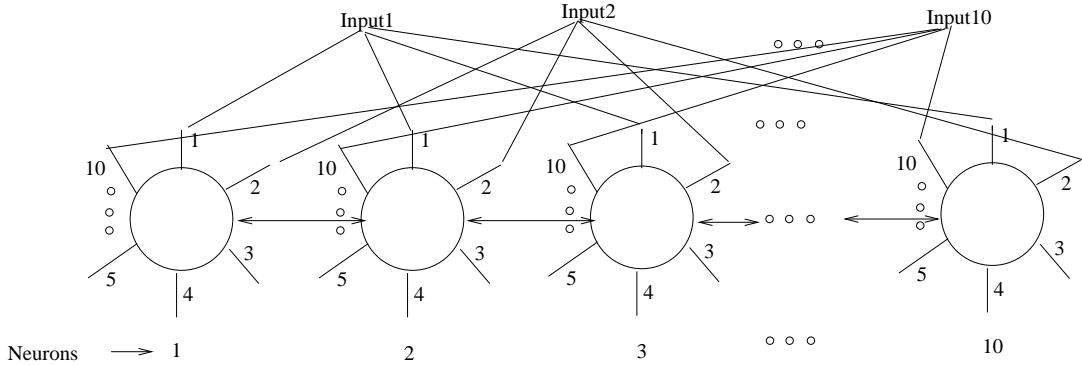 Input1 Input2 Input10
1 1 1 1
10 2 10 2 10 2 10 2
3 3 3 3
5 4 5 4 5 4 5 4
Neurons 1 2 3 10